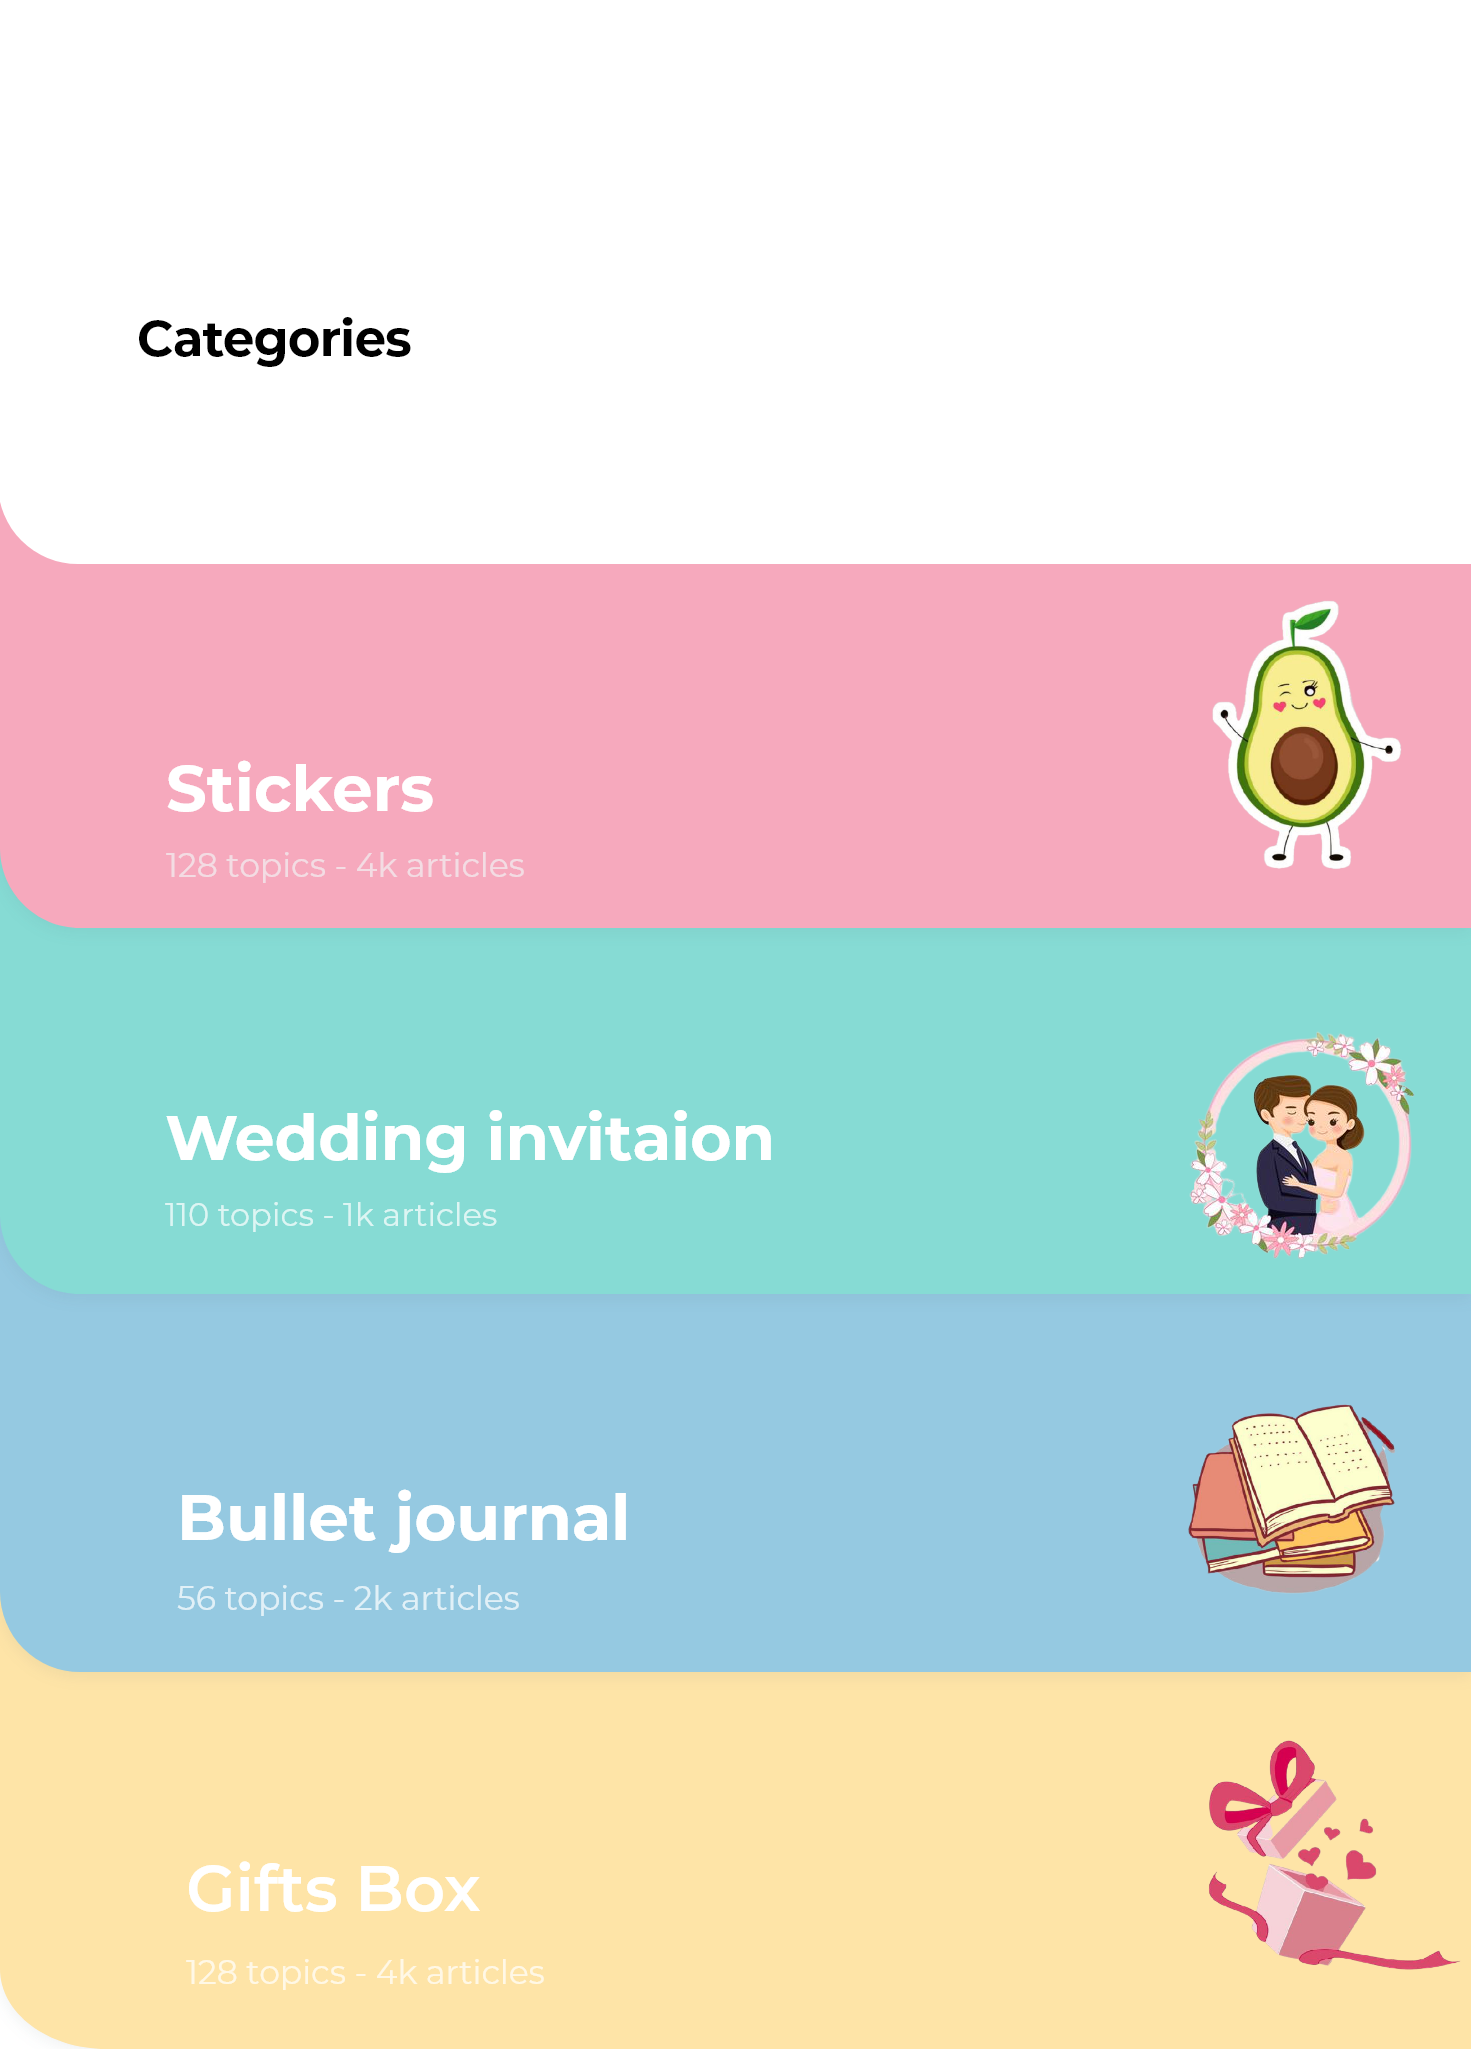 Categories
Stickers
128 topics - 4k articles
Wedding invitaion
110 topics - 1k articles
Bullet journal
56 topics - 2k articles
Gifts Box
128 topics - 4k articles